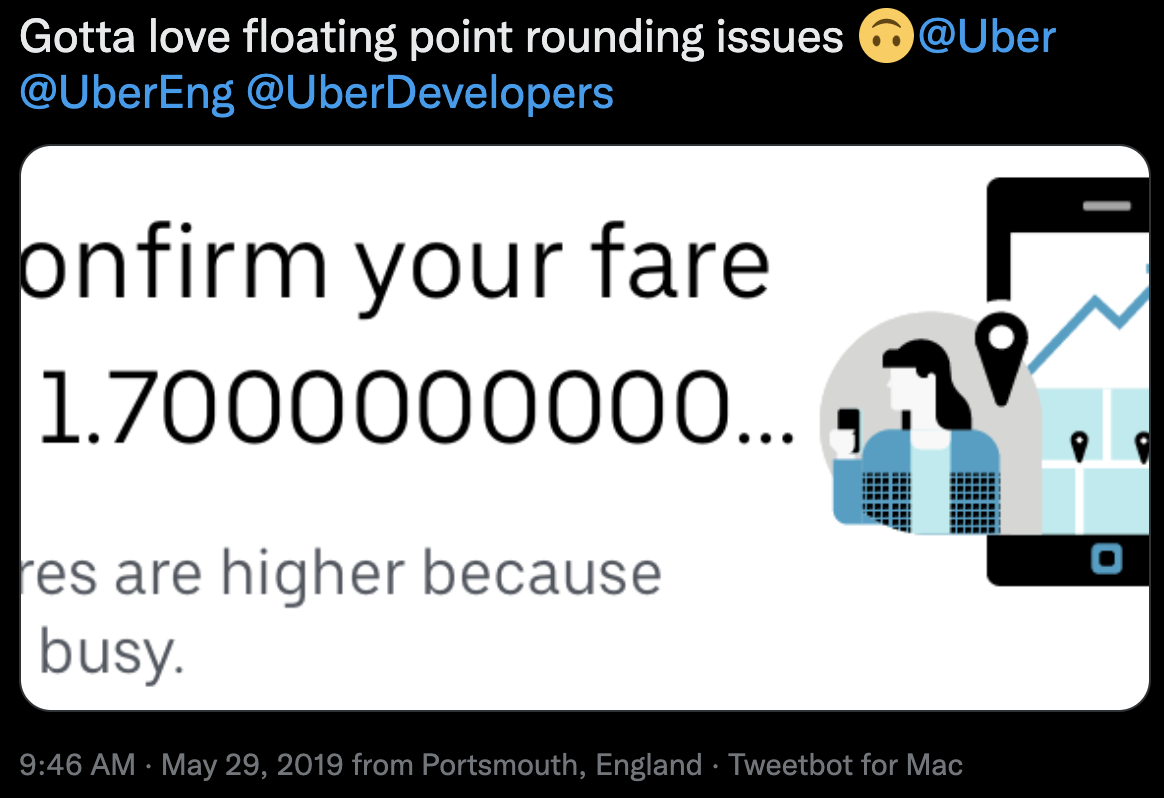 Gotta love floating point rounding issues 🙃@Uber
@UberEng @UberDevelopers
onfirm your fare
1.7000000000...
res are higher because
busy.
9:46 AM · May 29, 2019 from Portsmouth, England · Tweetbot for Mac